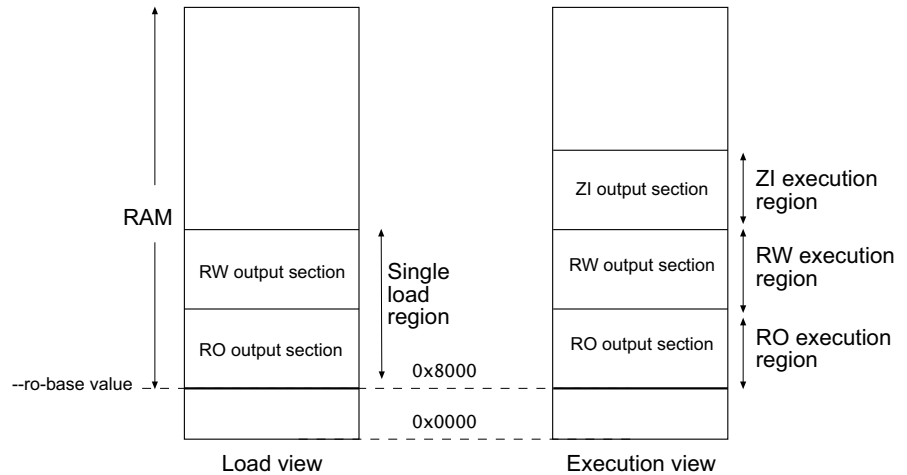 ZI output section
ZI execution
region
RAM
RW output section
Single
load
region
RW output section
RW execution
region
RO output section
RO output section
RO execution
region
0x8000
--ro-base value
0x0000
Load view
Execution view